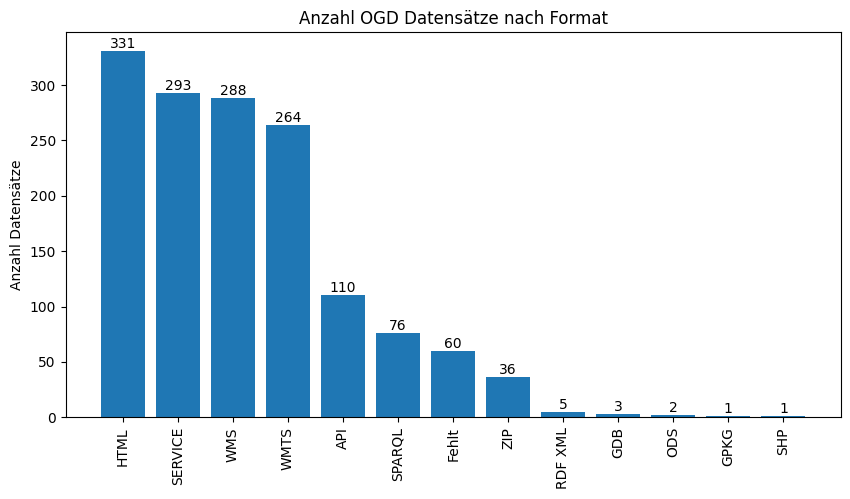 Anzahl OGD Datensätze nach Format
Anzahl Datensätze
300
250
200
150
100
50
0
331
293
288
264
110
76
60
36
5
3
2
1
1
HTML
SERVICE
WMS
WMTS
API
SPARQL
Fehlt
ZIP
RDF XML
GDB
ODS
GPKG
SHP